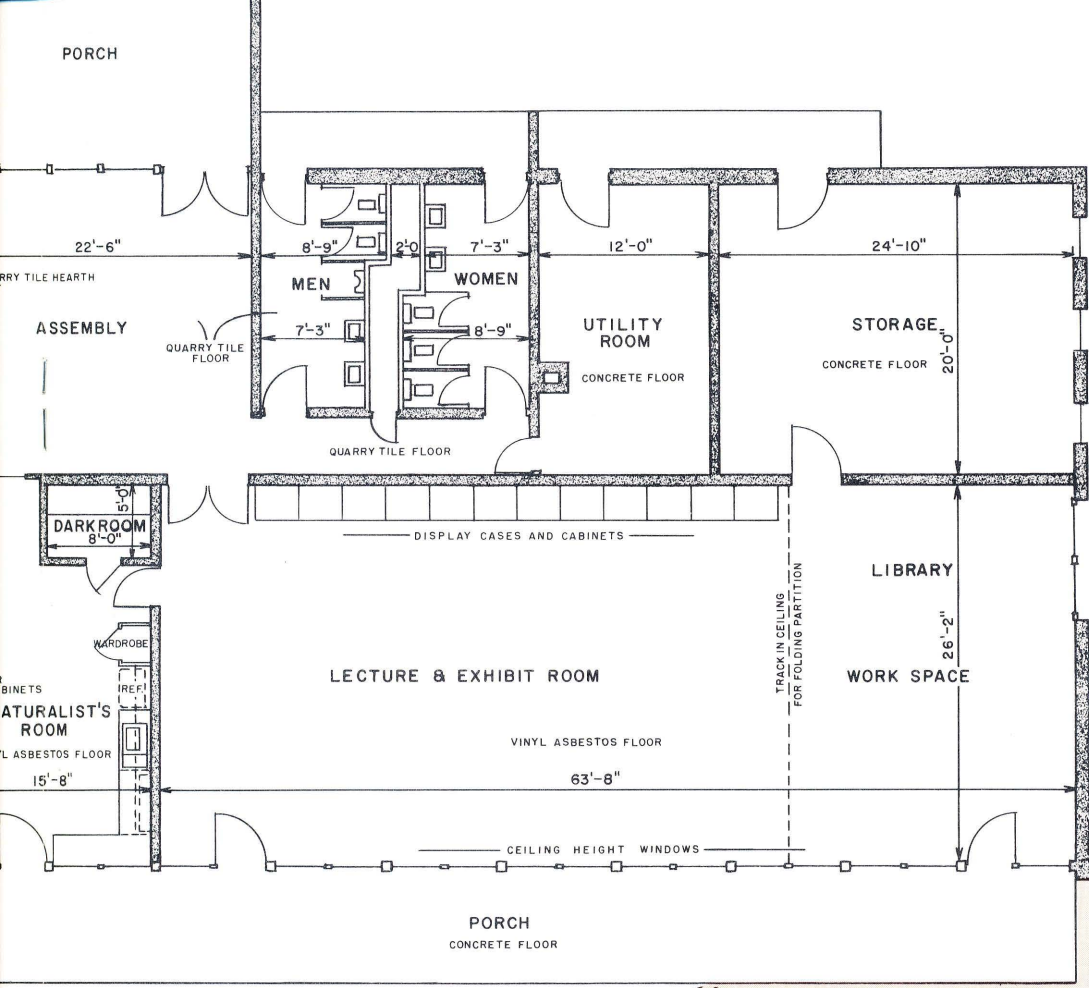 PORCH
22'-6"
8'-9"
2'0
7'-3"
12'-0"
24'-10"
RRY TILE HEARTH
MEN
WOMEN
ASSEMBLY
QUARRY TILE
FLOOR
7'-3"
8'-9"
UTILITY
ROOM
CONCRETE FLOOR
STORAGE
CONCRETE FLOOR
20'-0"
QUARRY TILE FLOOR
5'-0"
DARKROOM
8'-0"
DISPLAY CASES AND CABINETS
LIBRARY
TRACK IN CEILING
FOR FOLDING PARTITION
26'-2"
WARDROBE
REF.
BINETS
ATURALIST'S
ROOM
L ASBESTOS FLOOR
LECTURE & EXHIBIT ROOM
WORK SPACE
VINYL ASBESTOS FLOOR
15'-8"
63'-8"
CEILING HEIGHT WINDOWS
PORCH
CONCRETE FLOOR